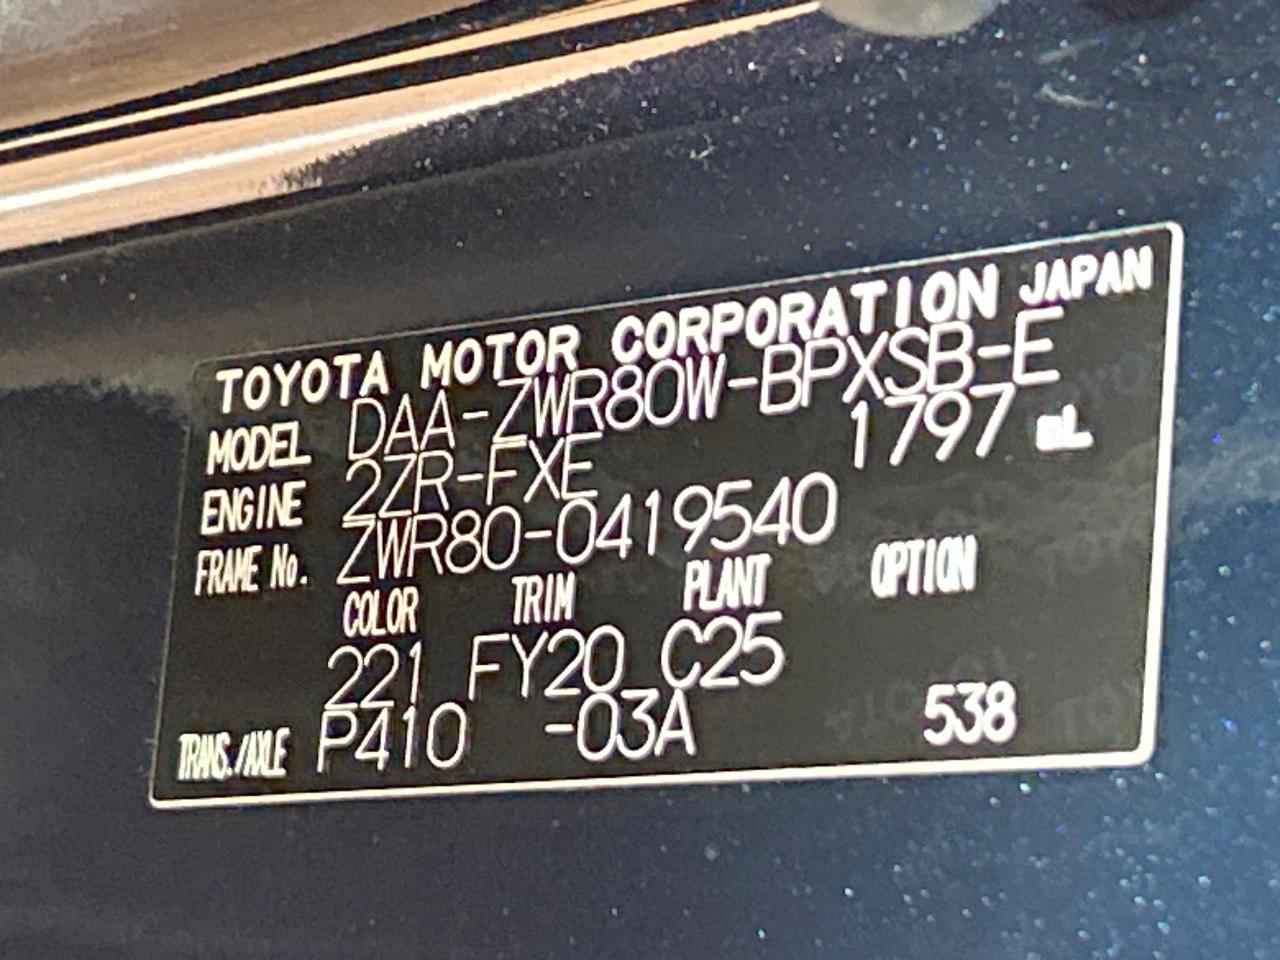 TOYOTA MOTOR CORPORATION JAPAN
MODEL DAA-ZWR80W-BPXSB-E
ENGINE 2ZR-FXE 1797 mL
FRAME No. ZWR80-0419540
COLOR TRIM PLANT OPTION
221 FY20 C25
TRANS./AXLE P410 -03A 538